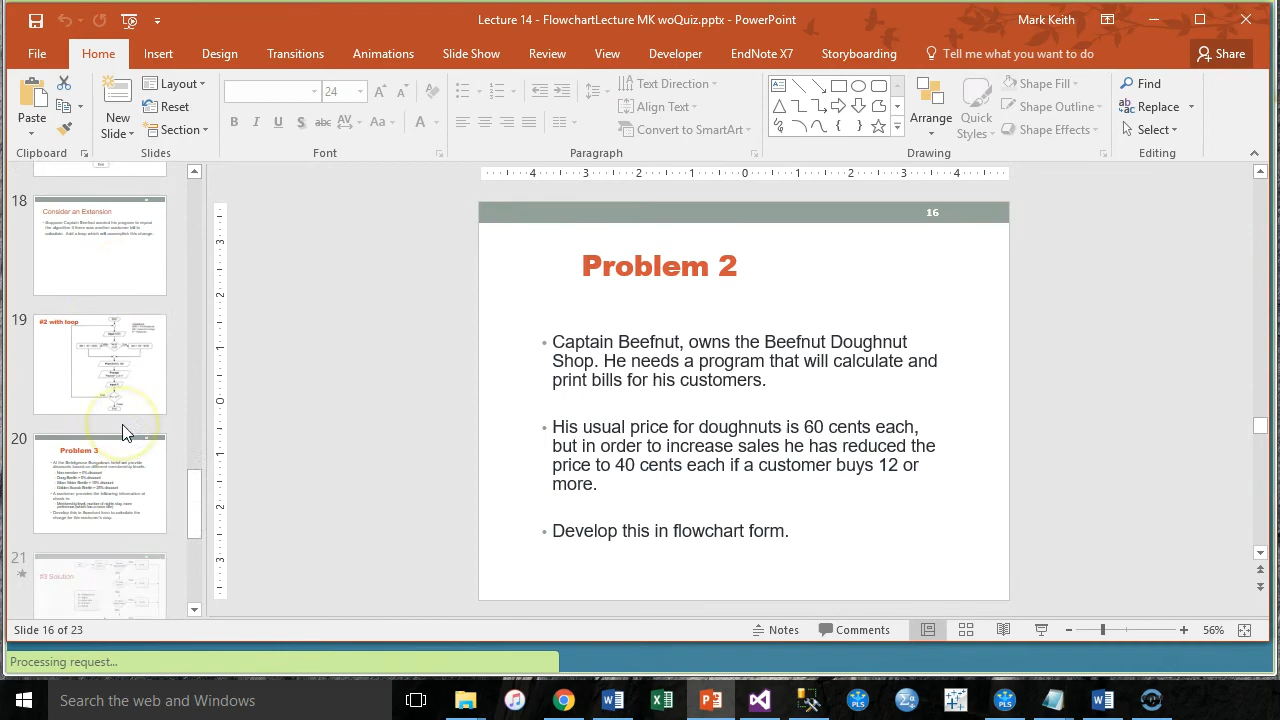 Lecture 14 - FlowchartLecture MK woQuiz.pptx - PowerPoint
Mark Keith
File Home Insert Design Transitions Animations Slide Show Review View Developer EndNote X7 Storyboarding Tell me what you want to do Share
Paste
New Slide
Layout
Reset
Section
24
B I U S abc AV Aa A
Text Direction
Align Text
Convert to SmartArt
Arrange
Quick Styles
Shape Fill
Shape Outline
Shape Effects
Find
Replace
Select
Clipboard Slides Font Paragraph Drawing Editing
18
Consider an Extension
19
#2 with loop
20
Problem 3
21
#3 Solution
16
Problem 2
• Captain Beefnut, owns the Beefnut Doughnut
Shop. He needs a program that will calculate and
print bills for his customers.
• His usual price for doughnuts is 60 cents each,
but in order to increase sales he has reduced the
price to 40 cents each if a customer buys 12 or
more.
• Develop this in flowchart form.
Slide 16 of 23
Notes Comments 56%
Processing request...
Search the web and Windows